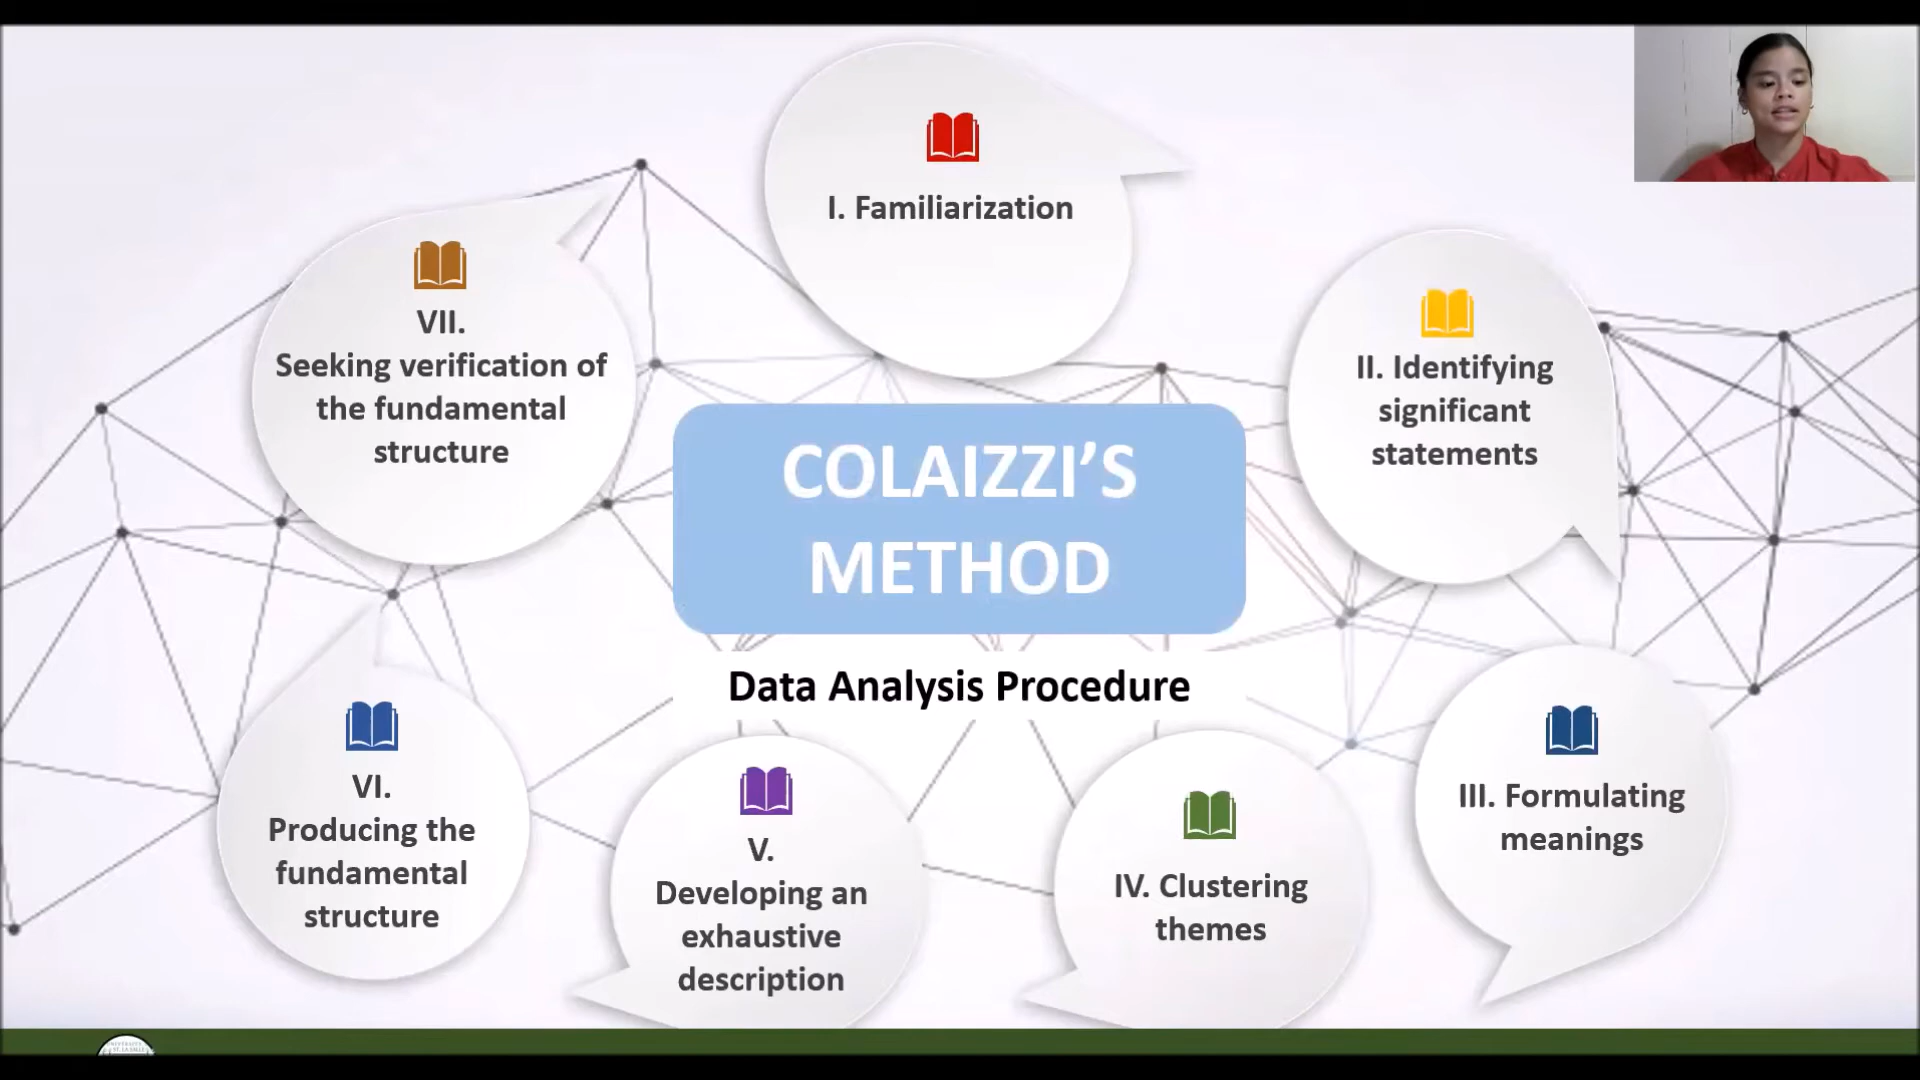 I. Familiarization
II. Identifying
significant
statements
III. Formulating
meanings
IV. Clustering
themes
V.
Developing an
exhaustive
description
VI.
Producing the
fundamental
structure
VII.
Seeking verification of
the fundamental
structure
COLAIZZI’S
METHOD
Data Analysis Procedure